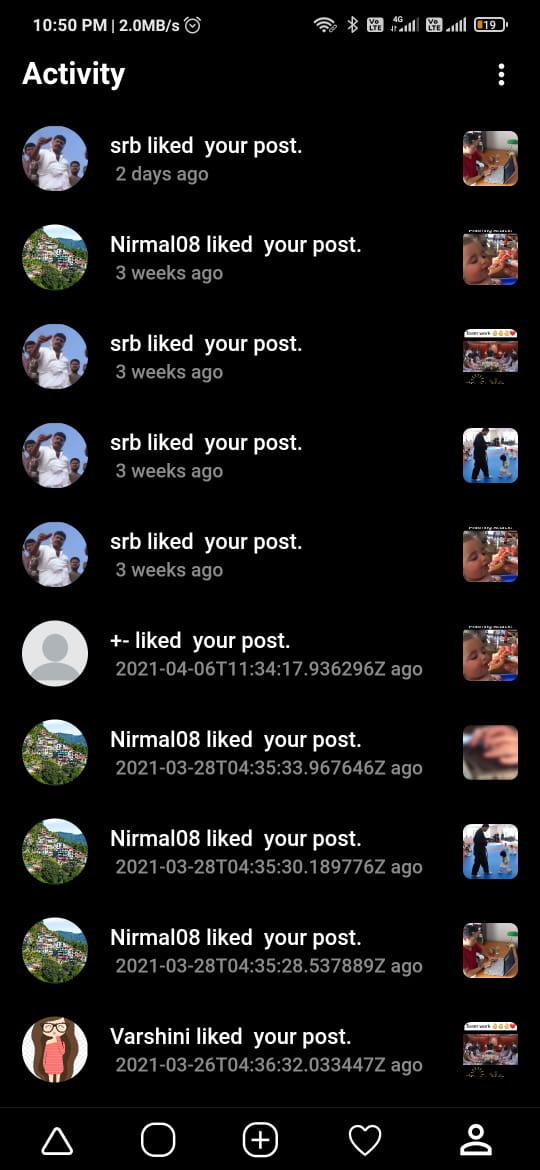 10:50 PM | 2.0MB/s
Vo LTE 4G Vo LTE 19
Activity
srb liked  your post.
2 days ago
Nirmal08 liked  your post.
3 weeks ago
srb liked  your post.
3 weeks ago
srb liked  your post.
3 weeks ago
srb liked  your post.
3 weeks ago
+- liked  your post.
2021-04-06T11:34:17.936296Z ago
Nirmal08 liked  your post.
2021-03-28T04:35:33.967646Z ago
Nirmal08 liked  your post.
2021-03-28T04:35:30.189776Z ago
Nirmal08 liked  your post.
2021-03-28T04:35:28.537889Z ago
Varshini liked  your post.
2021-03-26T04:36:32.033447Z ago